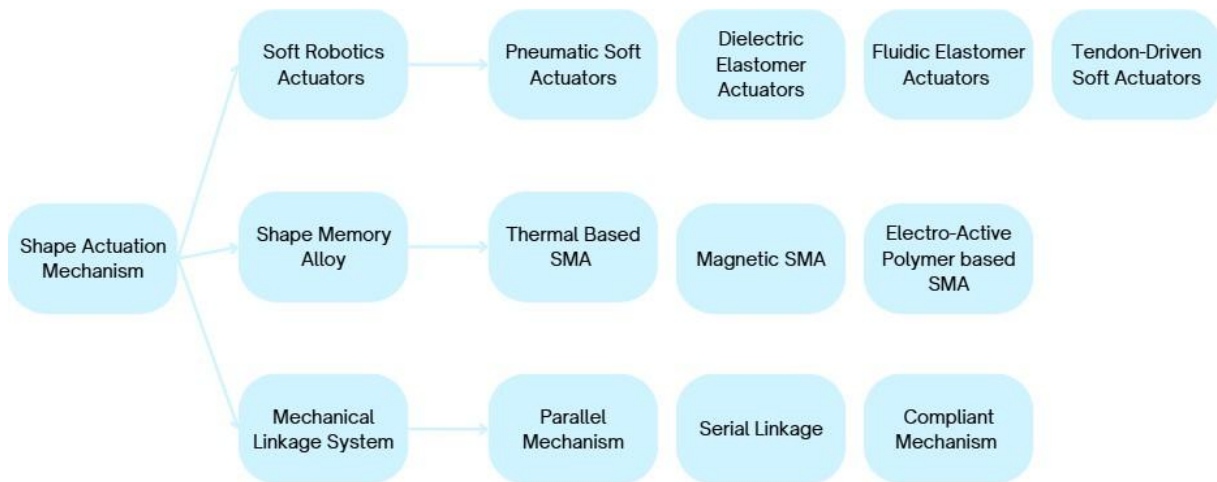 Soft Robotics
Actuators
Pneumatic Soft
Actuators
Dielectric
Elastomer
Actuators
Fluidic Elastomer
Actuators
Tendon-Driven
Soft Actuators
Shape Actuation
Mechanism
Shape Memory
Alloy
Thermal Based
SMA
Magnetic SMA
Electro-Active
Polymer based
SMA
Mechanical
Linkage System
Parallel
Mechanism
Serial Linkage
Compliant
Mechanism